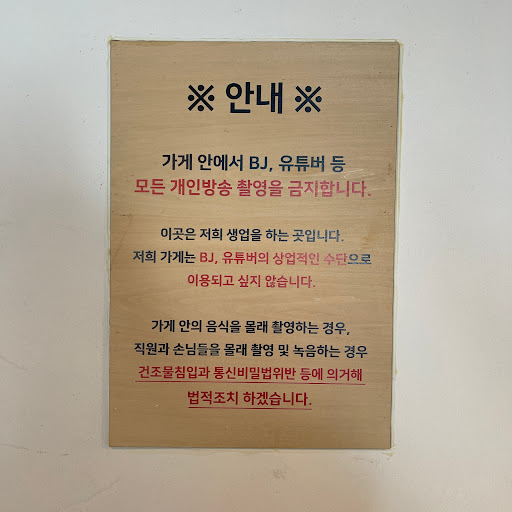 ※ 안내 ※
가게 안에서 BJ, 유튜버 등
모든 개인방송 촬영을 금지합니다.
이곳은 저희 생업을 하는 곳입니다.
저희 가게는 BJ, 유튜버의 상업적인 수단으로
이용되고 싶지 않습니다.
가게 안의 음식을 몰래 촬영하는 경우,
직원과 손님들을 몰래 촬영 및 녹음하는 경우
건조물침입과 통신비밀법위반 등에 의거해
법적조치 하겠습니다.